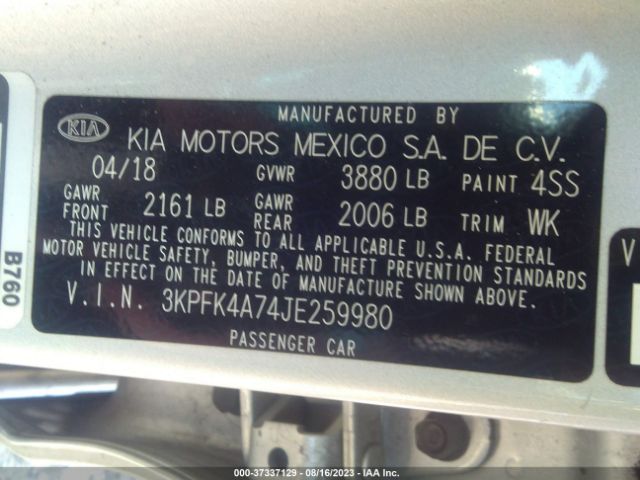 MANUFACTURED BY
KIA KIA MOTORS MEXICO S.A. DE C.V.
04/18 GVWR 3880 LB PAINT 4SS
GAWR FRONT 2161 LB GAWR REAR 2006 LB TRIM WK
THIS VEHICLE CONFORMS TO ALL APPLICABLE U.S.A. FEDERAL
MOTOR VEHICLE SAFETY, BUMPER, AND THEFT PREVENTION STANDARDS
IN EFFECT ON THE DATE OF MANUFACTURE SHOWN ABOVE.
V.I.N. 3KPFK4A74JE259980
PASSENGER CAR
B760
V
000-37337129 - 08/16/2023 - IAA Inc.